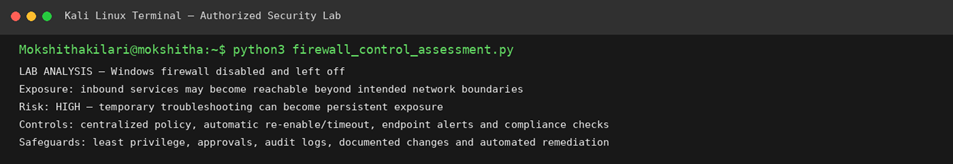 Kali Linux Terminal — Authorized Security Lab
Mokshithakilari@mokshitha:~$ python3 firewall_control_assessment.py
LAB ANALYSIS — Windows firewall disabled and left off
Exposure: inbound services may become reachable beyond intended network boundaries
Risk: HIGH — temporary troubleshooting can become persistent exposure
Controls: centralized policy, automatic re-enable/timeout, endpoint alerts and compliance checks
Safeguards: least privilege, approvals, audit logs, documented changes and automated remediation